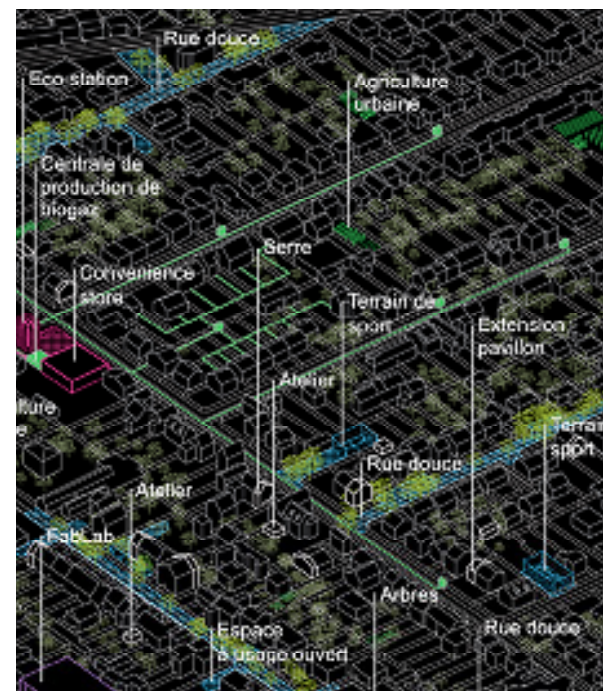 Rue douce
Eco station
Agriculture
urbaine
Centrale de
production de
biogaz
Serre
Convenience
store
Terrain de
sport
Extension
pavillon
Atelier
Rue douce
Atelier
FabLab
Arbres
Espace
à usage ouvert
Rue douce
sport